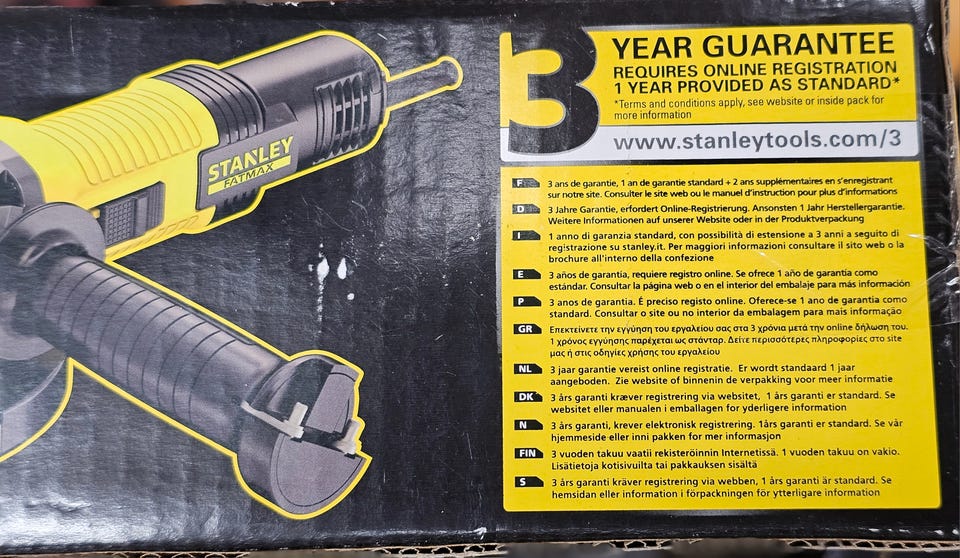 STANLEY
FATMAX
3 YEAR GUARANTEE
REQUIRES ONLINE REGISTRATION
1 YEAR PROVIDED AS STANDARD*
*Terms and conditions apply, see website or inside pack for
more information
www.stanleytools.com/3
F 3 ans de garantie, 1 an de garantie standard + 2 ans supplémentaires en s'enregistrant
sur notre site. Consulter le site web ou le manuel d'instruction pour plus d'informations
D 3 Jahre Garantie, erfordert Online-Registrierung. Ansonsten 1 Jahr Herstellergarantie.
Weitere Informationen auf unserer Website oder in der Produktverpackung
I 1 anno di garanzia standard, con possibilità di estensione a 3 anni a seguito di
registrazione su stanley.it. Per maggiori informazioni consultare il sito web o la
brochure all'interno della confezione
E 3 años de garantia, requiere registro online. Se ofrece 1 año de garantía como
estándar. Consultar la página web o en el interior del embalaje para más información
P 3 anos de garantia. É preciso registo online. Oferece-se 1 ano de garantia como
standard. Consultar o site ou no interior da embalagem para mais informação
GR Επεκτείνετε την εγγύηση του εργαλείου σας στα 3 χρόνια μετά την online δήλωση του.
1 χρόνος εγγύησης παρέχεται ως στάνταρ. Δείτε περισσότερες πληροφορίες στο site
μας ή στις οδηγίες χρήσης του εργαλείου
NL 3 jaar garantie vereist online registratie. Er wordt standaard 1 jaar
aangeboden. Zie website of binnenin de verpakking voor meer informatie
DK 3 års garanti kræver registrering via websitet, 1 års garanti er standard. Se
websitet eller manualen i emballagen for yderligere information
N 3 års garanti, krever elektronisk registrering. 1års garanti er standard. Se vår
hjemmeside eller inni pakken for mer informasjon
FIN 3 vuoden takuu vaatii rekisteröinnin Internetissä. 1 vuoden takuu on vakio.
Lisätietoja kotisivuilta tai pakkauksen sisältä
S 3 års garanti kräver registrering via webben, 1 års garanti är standard. Se
hemsidan eller information i förpackningen för ytterligare information